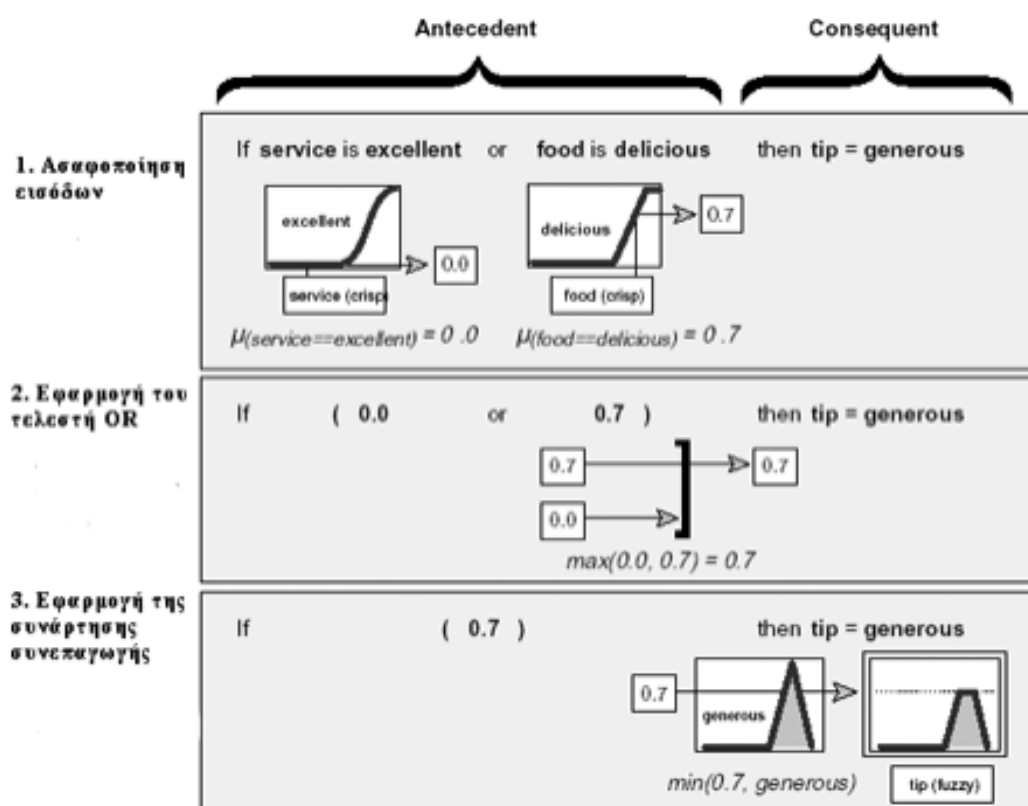 Antecedent
Consequent
1. Ασαφοποίηση
εισόδων
If service is excellent or food is delicious then tip = generous
excellent
0.0
service (crisp)
μ(service==excellent) = 0 .0
delicious
0.7
food (crisp)
μ(food==delicious) = 0 .7
2. Εφαρμογή του
τελεστή OR
If ( 0.0 or 0.7 ) then tip = generous
0.7
0.7
0.0
max(0.0, 0.7) = 0.7
3. Εφαρμογή της
συνάρτησης
συνεπαγωγής
If ( 0.7 ) then tip = generous
0.7
generous
min(0.7, generous)
tip (fuzzy)